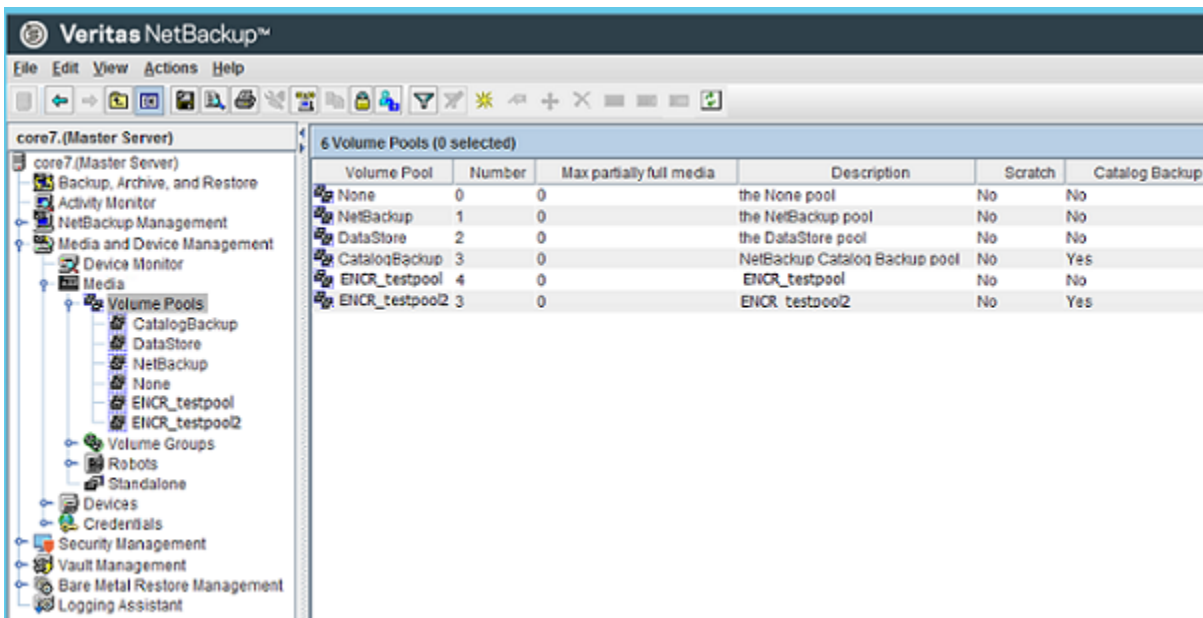 Veritas NetBackup™
File Edit View Actions Help
core7.(Master Server)
core7.(Master Server)
Backup, Archive, and Restore
Activity Monitor
NetBackup Management
Media and Device Management
Device Monitor
Media
Volume Pools
CatalogBackup
DataStore
NetBackup
None
ENCR_testpool
ENCR_testpool2
Volume Groups
Robots
Standalone
Devices
Credentials
Security Management
Vault Management
Bare Metal Restore Management
Logging Assistant
6 Volume Pools (0 selected)
Volume Pool Number Max partially full media Description Scratch Catalog Backup
None 0 0 the None pool No No
NetBackup 1 0 the NetBackup pool No No
DataStore 2 0 the DataStore pool No No
CatalogBackup 3 0 NetBackup Catalog Backup pool No Yes
ENCR_testpool 4 0 ENCR_testpool No No
ENCR_testpool2 3 0 ENCR_testpool2 No Yes